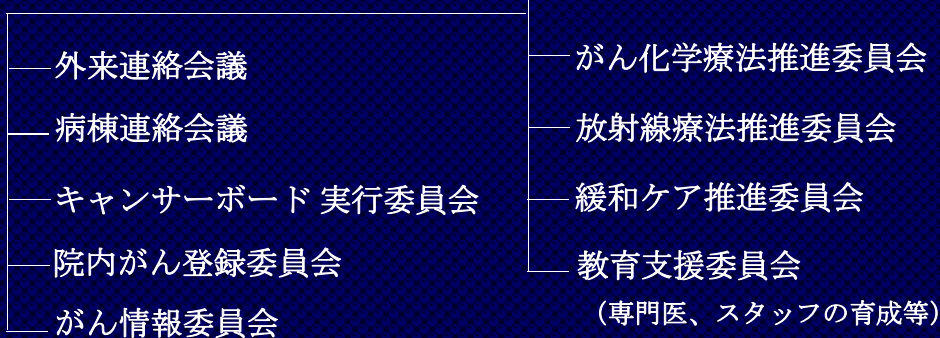 外来連絡会議
病棟連絡会議
キャンサーボード 実行委員会
院内がん登録委員会
がん情報委員会
がん化学療法推進委員会
放射線療法推進委員会
緩和ケア推進委員会
教育支援委員会
（専門医、スタッフの育成等）